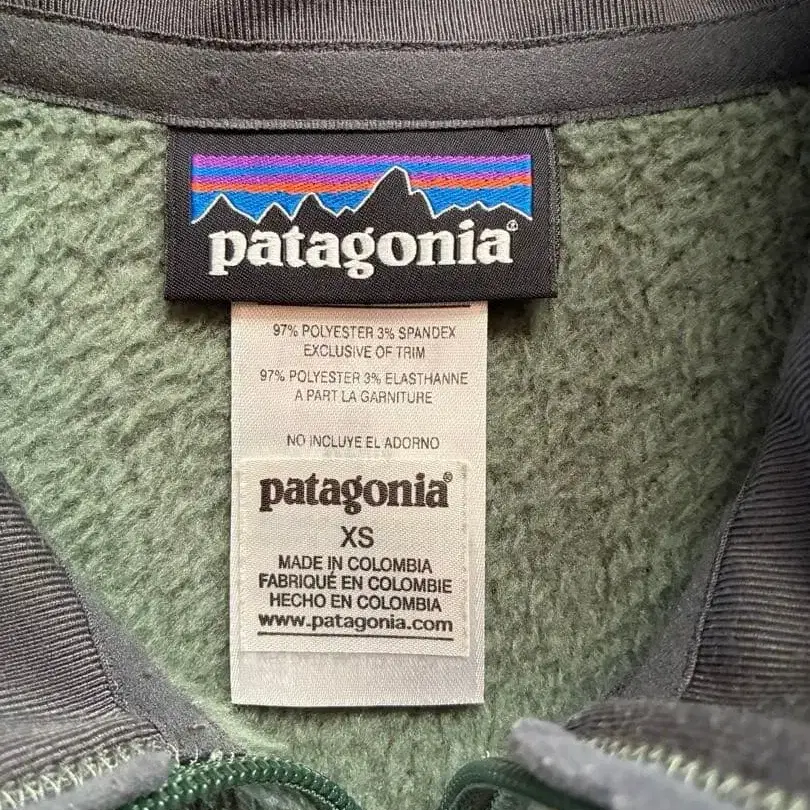 patagonia®
97% POLYESTER 3% SPANDEX
EXCLUSIVE OF TRIM
97% POLYESTER 3% ELASTHANNE
A PART LA GARNITURE
NO INCLUYE EL ADORNO
patagonia®
XS
MADE IN COLOMBIA
FABRIQUÉ EN COLOMBIE
HECHO EN COLOMBIA
www.patagonia.com